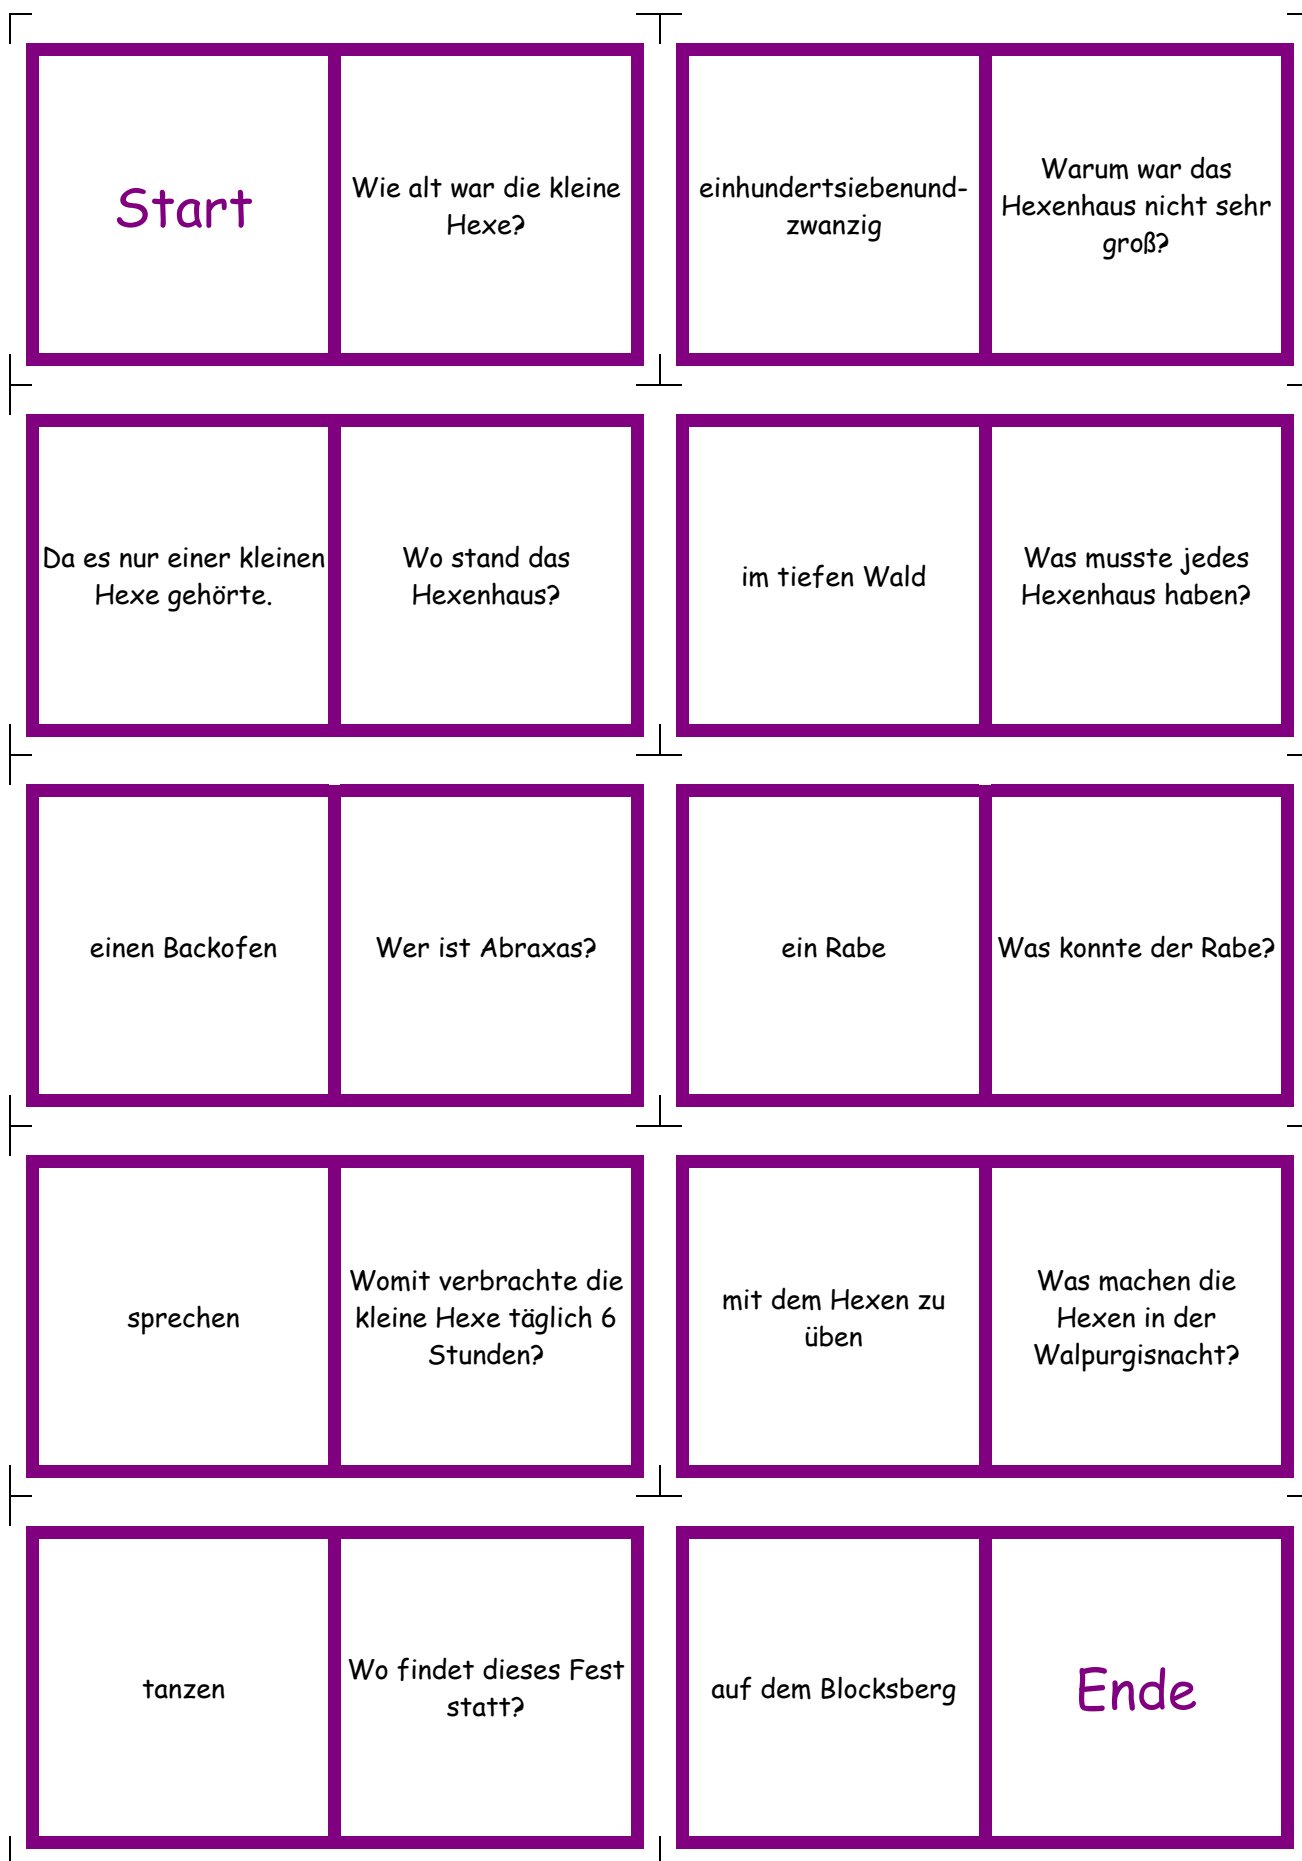 Start
Wie alt war die kleine
Hexe?
einhundertsiebenund-
zwanzig
Warum war das
Hexenhaus nicht sehr
groß?
Da es nur einer kleinen
Hexe gehörte.
Wo stand das
Hexenhaus?
im tiefen Wald
Was musste jedes
Hexenhaus haben?
einen Backofen
Wer ist Abraxas?
ein Rabe
Was konnte der Rabe?
sprechen
Womit verbrachte die
kleine Hexe täglich 6
Stunden?
mit dem Hexen zu
üben
Was machen die
Hexen in der
Walpurgisnacht?
tanzen
Wo findet dieses Fest
statt?
auf dem Blocksberg
Ende